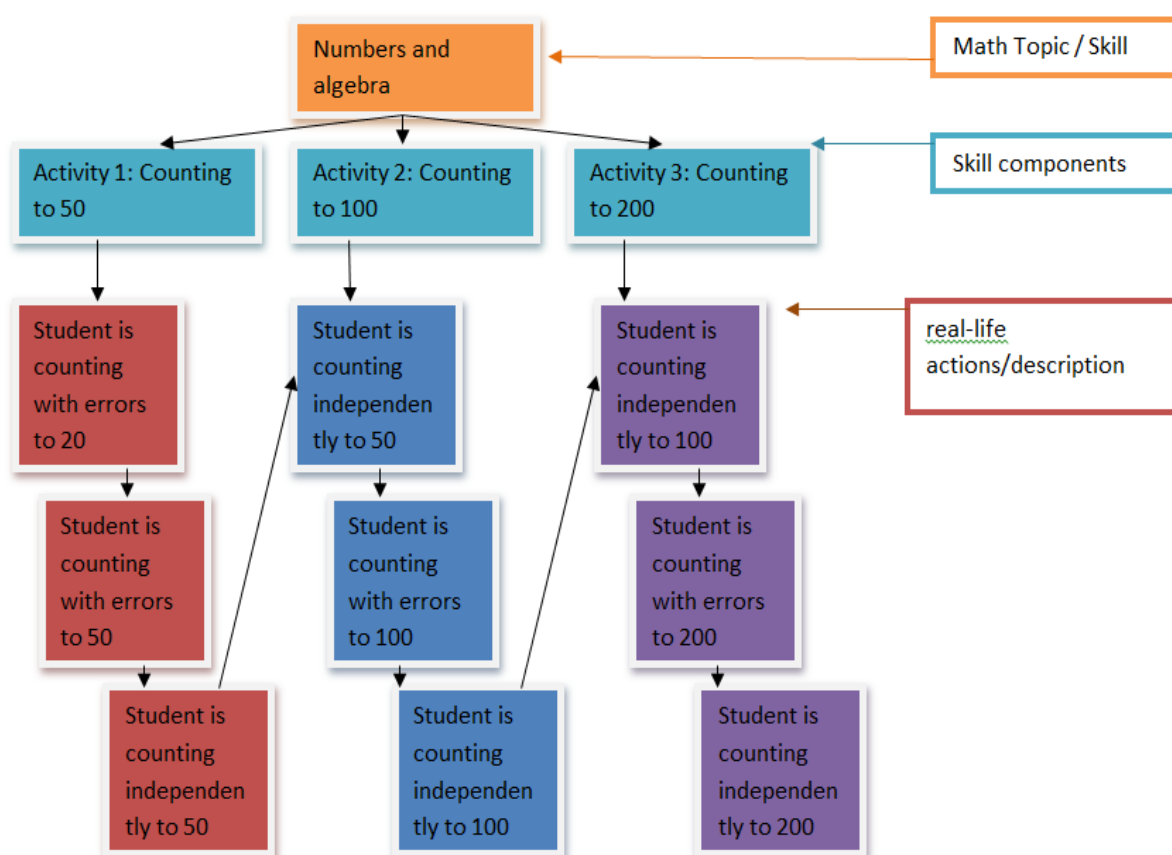 Numbers and
algebra
Math Topic / Skill
Activity 1: Counting
to 50
Activity 2: Counting
to 100
Activity 3: Counting
to 200
Skill components
Student is
counting
with errors
to 20
Student is
counting
independen
tly to 50
Student is
counting
independen
tly to 100
real-life
actions/description
Student is
counting
with errors
to 50
Student is
counting
with errors
to 100
Student is
counting
with errors
to 200
Student is
counting
independen
tly to 50
Student is
counting
independen
tly to 100
Student is
counting
independen
tly to 200